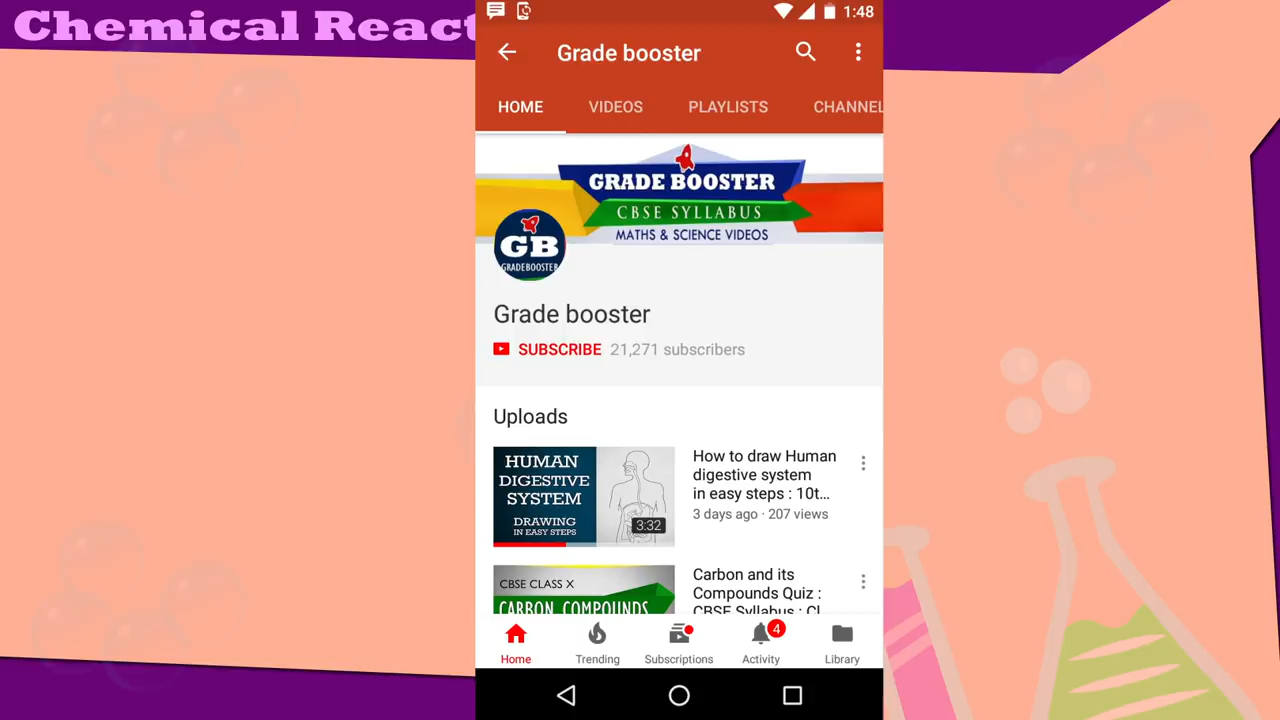 Chemical React
1:48
Grade booster
HOME VIDEOS PLAYLISTS CHANNEL
GRADE BOOSTER
CBSE SYLLABUS
MATHS & SCIENCE VIDEOS
GB
GRADEBOOSTER
Grade booster
SUBSCRIBE 21,271 subscribers
Uploads
HUMAN
DIGESTIVE
SYSTEM
DRAWING
IN EASY STEPS
3:32
How to draw Human
digestive system
in easy steps : 10t...
3 days ago · 207 views
CBSE CLASS X
CARBON COMPOUNDS
Carbon and its
Compounds Quiz :
CBSE Syllabus : Cl
4
Home Trending Subscriptions Activity Library